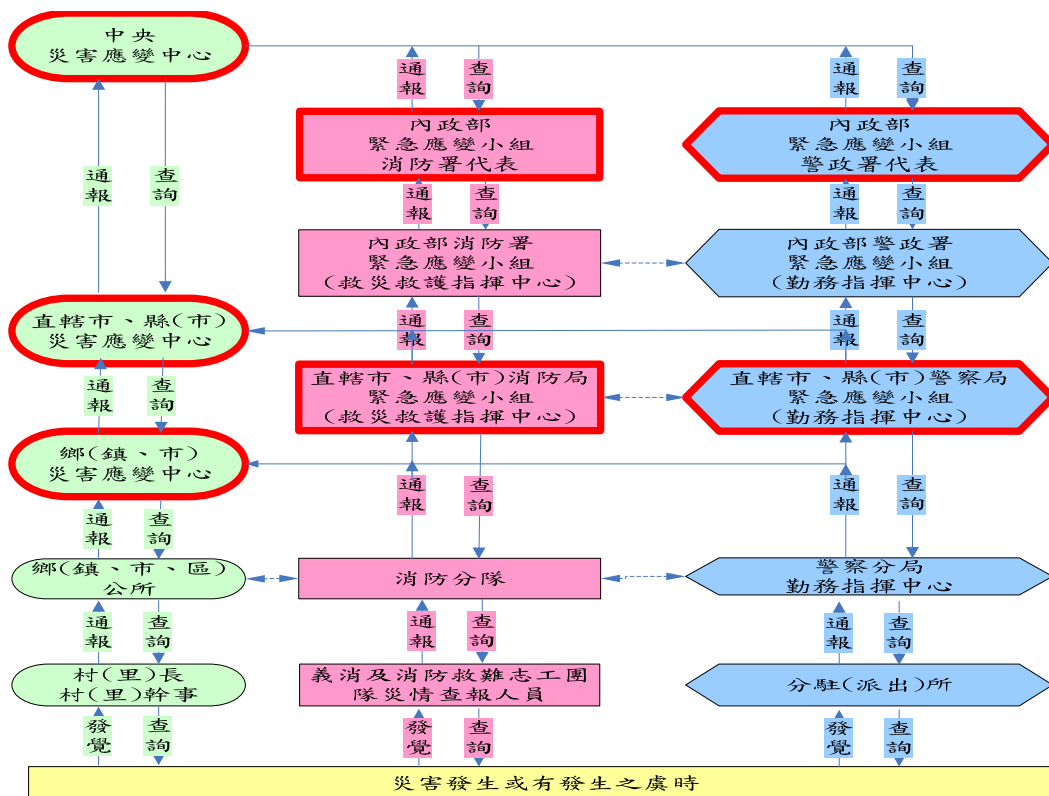 中央
災害應變中心
通報
查詢
通報
查詢
內政部
緊急應變小組
消防署代表
內政部
緊急應變小組
警政署代表
通報
查詢
通報
查詢
通報
查詢
內政部消防署
緊急應變小組
(救災救護指揮中心)
內政部警政署
緊急應變小組
(勤務指揮中心)
直轄市、縣(市)
災害應變中心
通報
查詢
通報
查詢
通報
查詢
直轄市、縣(市)消防局
緊急應變小組
(救災救護指揮中心)
直轄市、縣(市)警察局
緊急應變小組
(勤務指揮中心)
鄉(鎮、市)
災害應變中心
通報
查詢
通報
查詢
通報
查詢
鄉(鎮、市、區)
公所
消防分隊
警察分局
勤務指揮中心
通報
查詢
通報
查詢
通報
查詢
村(里)長
村(里)幹事
義消及消防救難志工團
隊災情查報人員
分駐(派出)所
發覺
查詢
發覺
查詢
發覺
查詢
災害發生或有發生之虞時